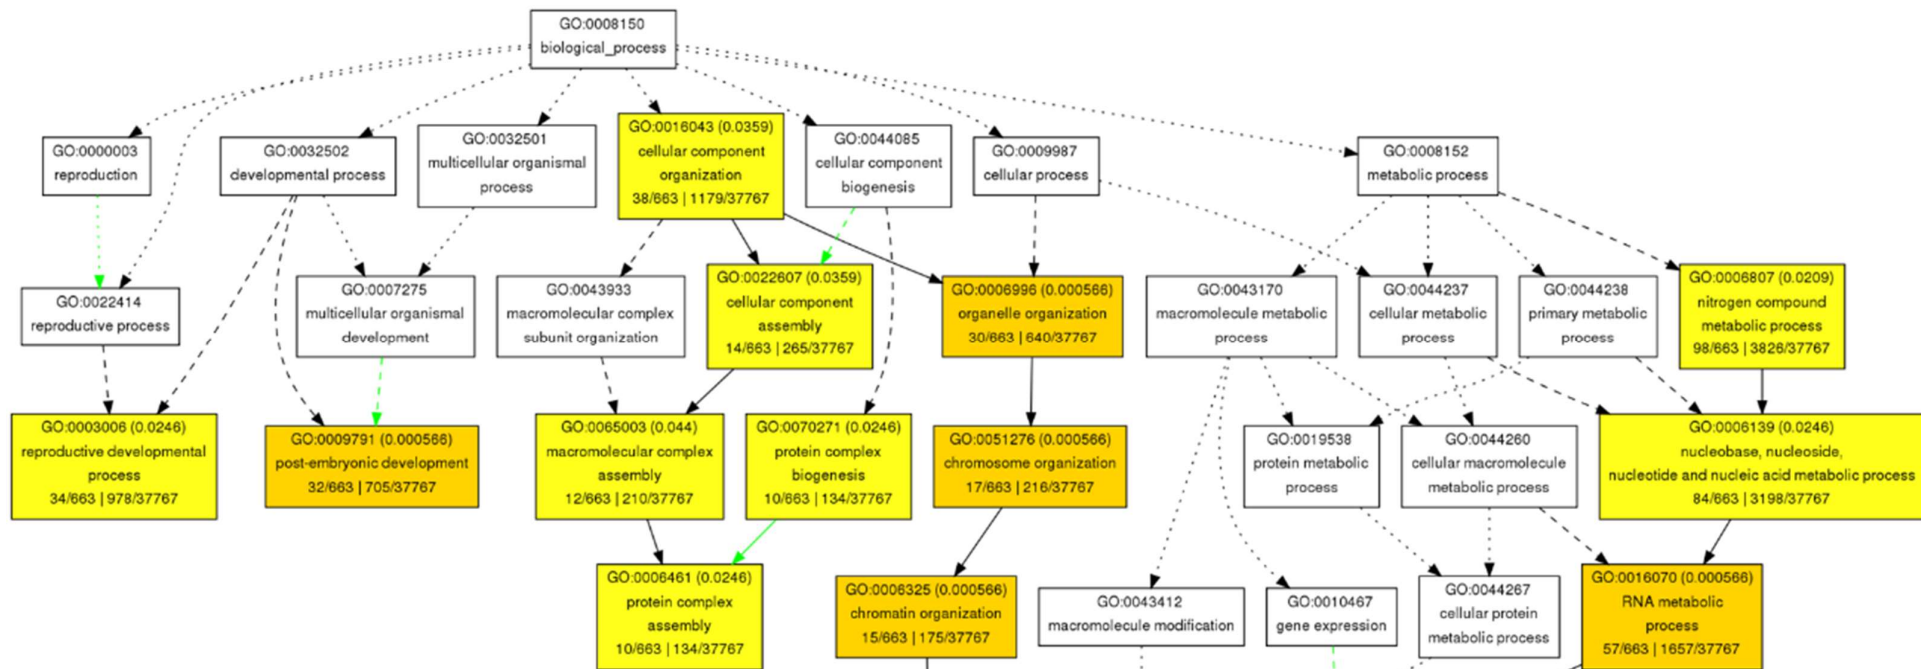 GO:0008150
biological_process
GO:0000003
reproduction
GO:0032502
developmental process
GO:0032501
multicellular organismal
process
GO:0016043 (0.0359)
cellular component
organization
38/663 | 1179/37767
GO:0044085
cellular component
biogenesis
GO:0009987
cellular process
GO:0008152
metabolic process
GO:0022414
reproductive process
GO:0007275
multicellular organismal
development
GO:0043933
macromolecular complex
subunit organization
GO:0022607 (0.0359)
cellular component
assembly
14/663 | 265/37767
GO:0006996 (0.000566)
organelle organization
30/663 | 640/37767
GO:0043170
macromolecule metabolic
process
GO:0044237
cellular metabolic
process
GO:0044238
primary metabolic
process
GO:0006807 (0.0209)
nitrogen compound
metabolic process
98/663 | 3826/37767
GO:0003006 (0.0246)
reproductive developmental
process
34/663 | 978/37767
GO:0009791 (0.000566)
post-embryonic development
32/663 | 705/37767
GO:0065003 (0.044)
macromolecular complex
assembly
12/663 | 210/37767
GO:0070271 (0.0246)
protein complex
biogenesis
10/663 | 134/37767
GO:0051276 (0.000566)
chromosome organization
17/663 | 216/37767
GO:0019538
protein metabolic
process
GO:0044260
cellular macromolecule
metabolic process
GO:0006139 (0.0246)
nucleobase, nucleoside,
nucleotide and nucleic acid metabolic process
84/663 | 3198/37767
GO:0006461 (0.0246)
protein complex
assembly
10/663 | 134/37767
GO:0006325 (0.000566)
chromatin organization
15/663 | 175/37767
GO:0043412
macromolecule modification
GO:0010467
gene expression
GO:0044267
cellular protein
metabolic process
GO:0016070 (0.000566)
RNA metabolic
process
57/663 | 1657/37767